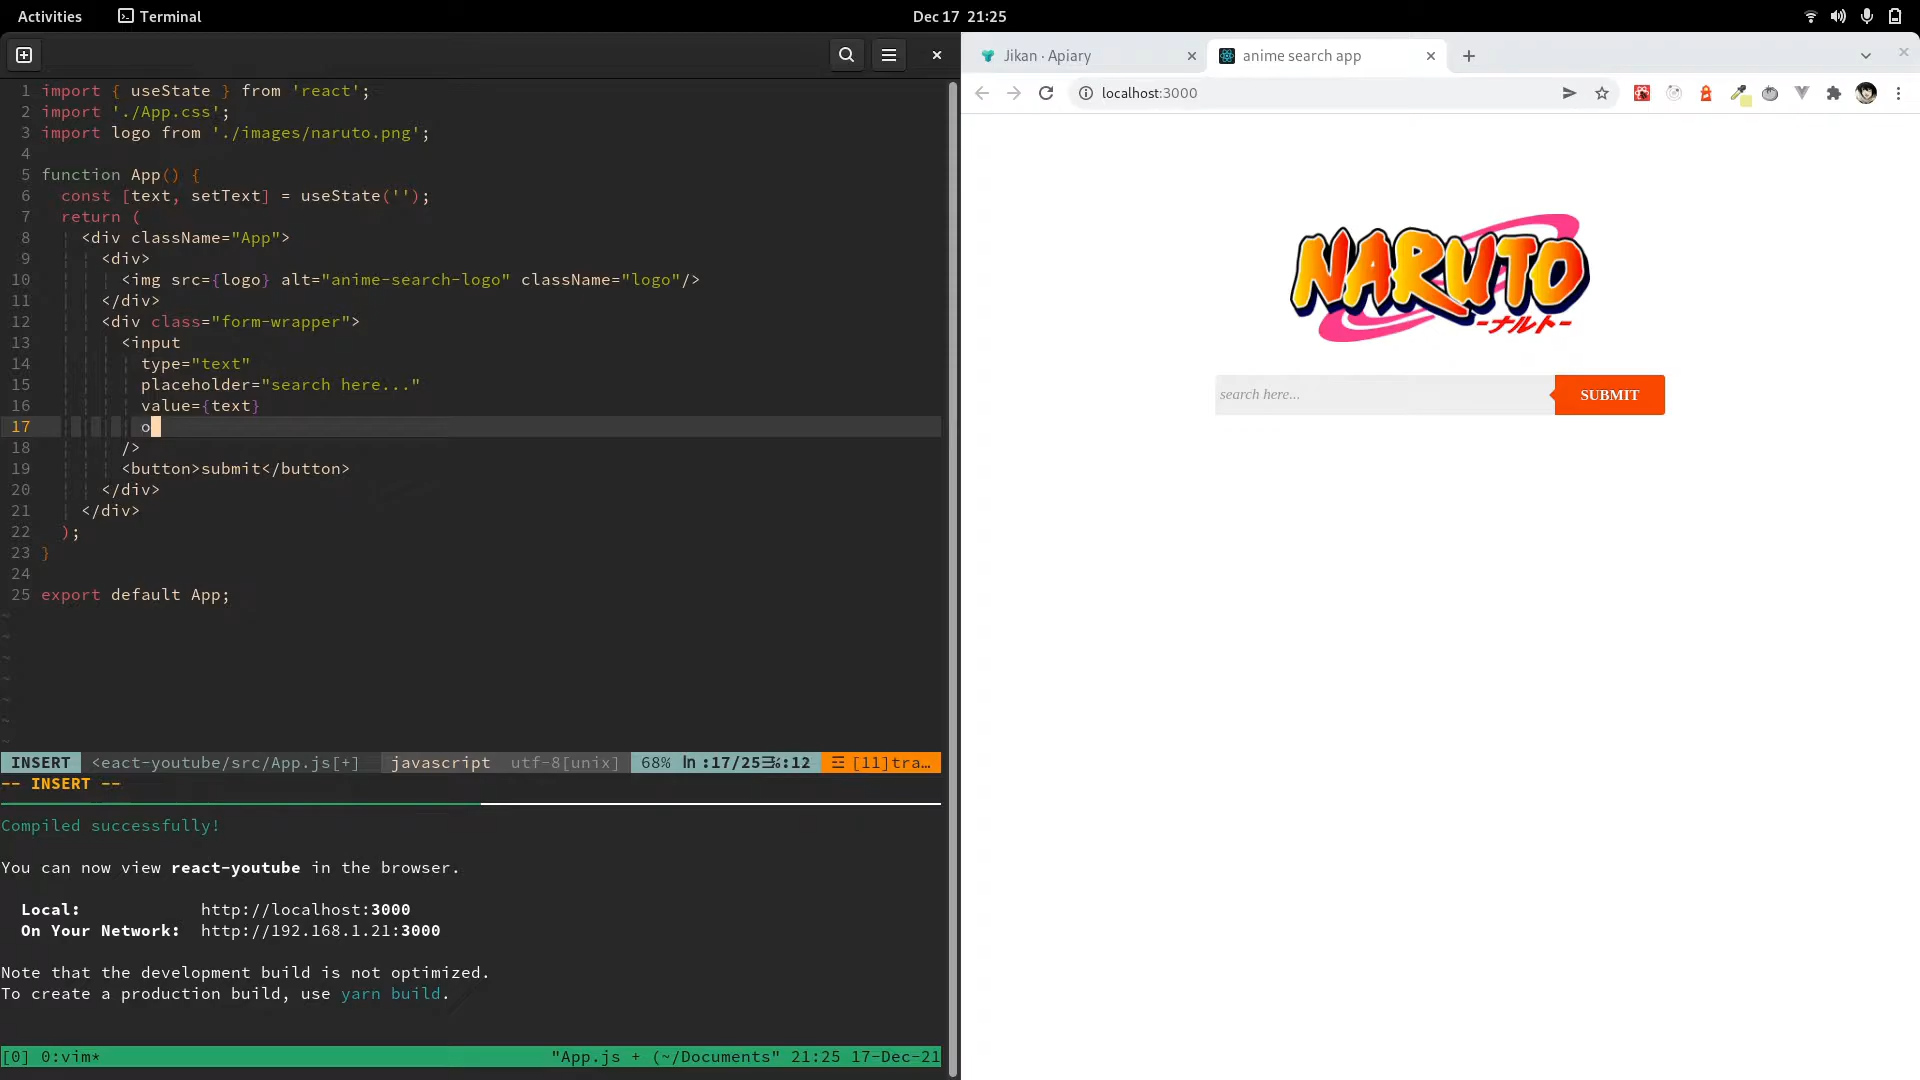 Activities
Terminal
Dec 17 21:25
1 import { useState } from 'react';
2 import './App.css';
3 import logo from './images/naruto.png';
4
5 function App() {
6 const [text, setText] = useState('');
7 return (
8 <div className="App">
9 <div>
10 <img src={logo} alt="anime-search-logo" className="logo"/>
11 </div>
12 <div class="form-wrapper">
13 <input
14 type="text"
15 placeholder="search here..."
16 value={text}
17 o
18 />
19 <button>submit</button>
20 </div>
21 </div>
22 );
23 }
24
25 export default App;
~
~
~
~
~
~
~
INSERT <eact-youtube/src/App.js[+] javascript utf-8[unix] 68% ln :17/25☰℅:12 ☲ [11]tra…
-- INSERT --
Compiled successfully!
You can now view react-youtube in the browser.
Local: http://localhost:3000
On Your Network: http://192.168.1.21:3000
Note that the development build is not optimized.
To create a production build, use yarn build.
[0] 0:vim* "App.js + (~/Documents" 21:25 17-Dec-21
Jikan · Apiary
anime search app
localhost:3000
NARUTO
-ナルト-
search here...
SUBMIT